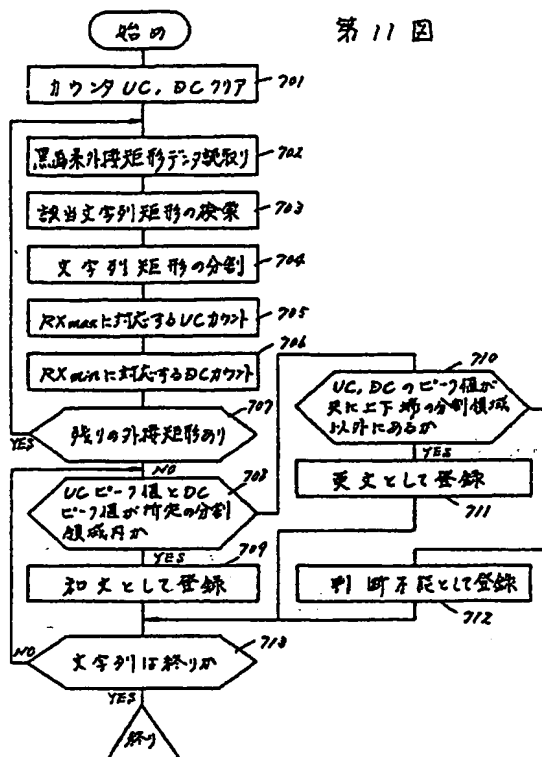 第11図
始め
カウンタUC,DCクリア
701
黒画素外接矩形データ読取り
702
該当文字列矩形の検索
703
文字列矩形の分割
704
RXmaxに対応するUCカウント
705
RXminに対応するDCカウント
706
残りの外接矩形あり
707
YES
NO
UCピーク値とDC
ピーク値が所定の分割
領域内か
708
YES
和文として登録
709
UC,DCのピーク値が
共に上下端の分割領域
以外にあるか
710
YES
英文として登録
711
判断不能として登録
712
文字列は終りか
713
NO
YES
終り